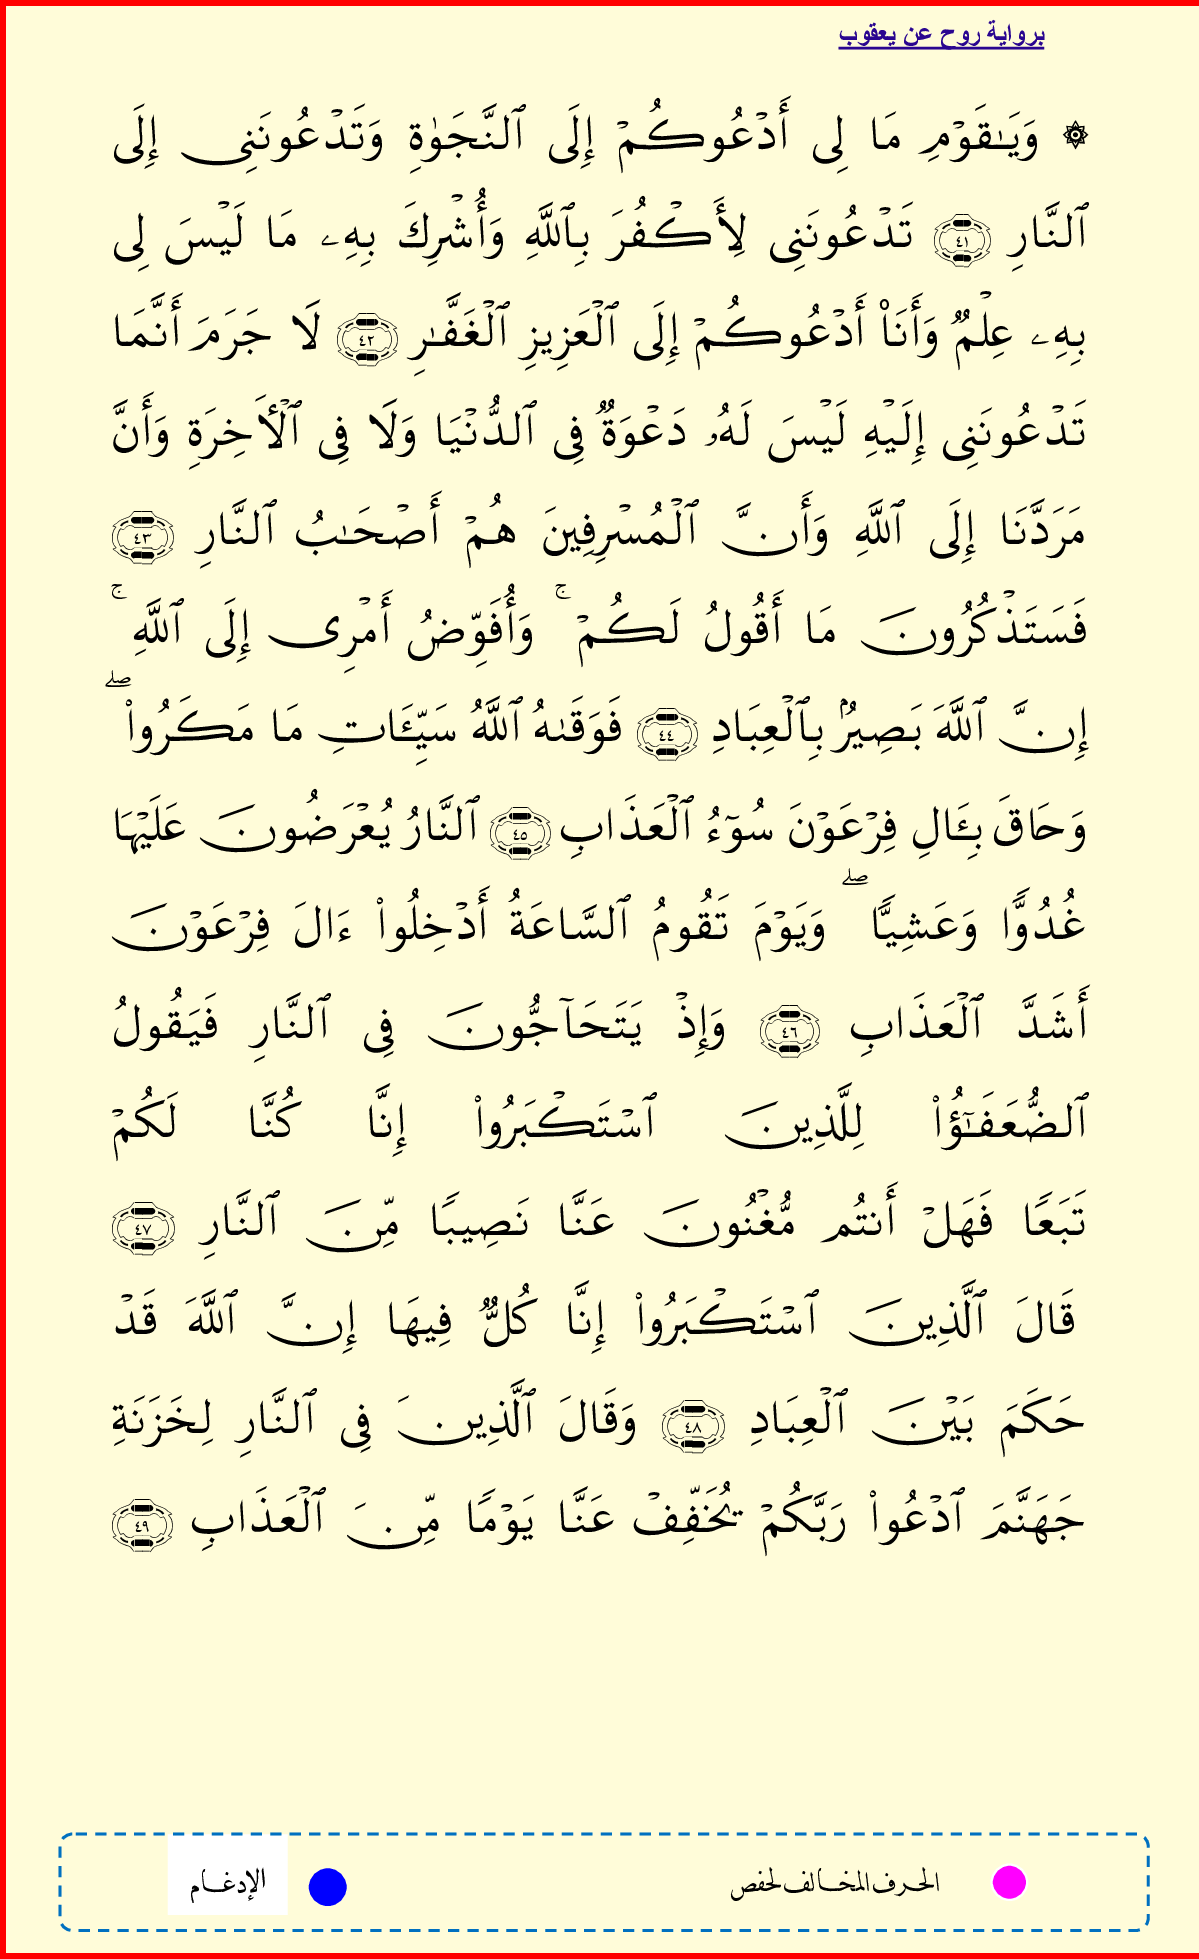 برواية روح عن يعقوب
۞ وَيَـٰقَوْمِ مَا لِى أَدْعُوكُمْ إِلَى ٱلنَّجَوٰةِ وَتَدْعُونَنِى إِلَى
ٱلنَّارِ ٤١ تَدْعُونَنِى لِأَكْفُرَ بِٱللَّهِ وَأُشْرِكَ بِهِۦ مَا لَيْسَ لِى
بِهِۦ عِلْمٌ وَأَنَا۠ أَدْعُوكُمْ إِلَى ٱلْعَزِيزِ ٱلْغَفَّـٰرِ ٤٢ لَا جَرَمَ أَنَّمَا
تَدْعُونَنِى إِلَيْهِ لَيْسَ لَهُۥ دَعْوَةٌ فِى ٱلدُّنْيَا وَلَا فِى ٱلْأَخِرَةِ وَأَنَّ
مَرَدَّنَا إِلَى ٱللَّهِ وَأَنَّ ٱلْمُسْرِفِينَ هُمْ أَصْحَـٰبُ ٱلنَّارِ ٤٣
فَسَتَذْكُرُونَ مَا أَقُولُ لَكُمْ ۚ وَأُفَوِّضُ أَمْرِى إِلَى ٱللَّهِ ۚ
إِنَّ ٱللَّهَ بَصِيرٌۢ بِٱلْعِبَادِ ٤٤ فَوَقَىٰهُ ٱللَّهُ سَيِّـَٔاتِ مَا مَكَرُوا۟ ۖ
وَحَاقَ بِـَٔالِ فِرْعَوْنَ سُوٓءُ ٱلْعَذَابِ ٤٥ ٱلنَّارُ يُعْرَضُونَ عَلَيْهَا
غُدُوًّا وَعَشِيًّا ۖ وَيَوْمَ تَقُومُ ٱلسَّاعَةُ أَدْخِلُوا۟ ءَالَ فِرْعَوْنَ
أَشَدَّ ٱلْعَذَابِ ٤٦ وَإِذْ يَتَحَآجُّونَ فِى ٱلنَّارِ فَيَقُولُ
ٱلضُّعَفَـٰٓؤُا۟ لِلَّذِينَ ٱسْتَكْبَرُوا۟ إِنَّا كُنَّا لَكُمْ
تَبَعًا فَهَلْ أَنتُم مُّغْنُونَ عَنَّا نَصِيبًا مِّنَ ٱلنَّارِ ٤٧
قَالَ ٱلَّذِينَ ٱسْتَكْبَرُوا۟ إِنَّا كُلٌّ فِيهَا إِنَّ ٱللَّهَ قَدْ
حَكَمَ بَيْنَ ٱلْعِبَادِ ٤٨ وَقَالَ ٱلَّذِينَ فِى ٱلنَّارِ لِخَزَنَةِ
جَهَنَّمَ ٱدْعُوا۟ رَبَّكُمْ يُخَفِّفْ عَنَّا يَوْمًا مِّنَ ٱلْعَذَابِ ٤٩
الحرف المخالف لحفص الإدغام